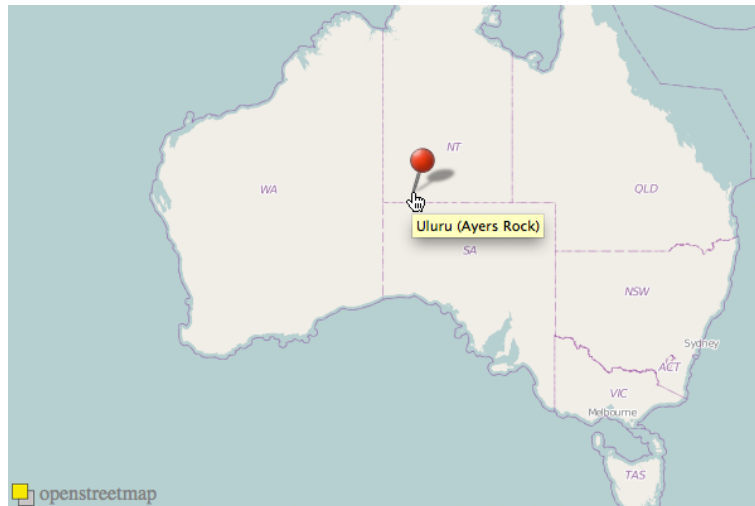 NT
WA
QLD
Uluru (Ayers Rock)
SA
NSW
Sydney
ACT
VIC
Melbourne
TAS
openstreetmap